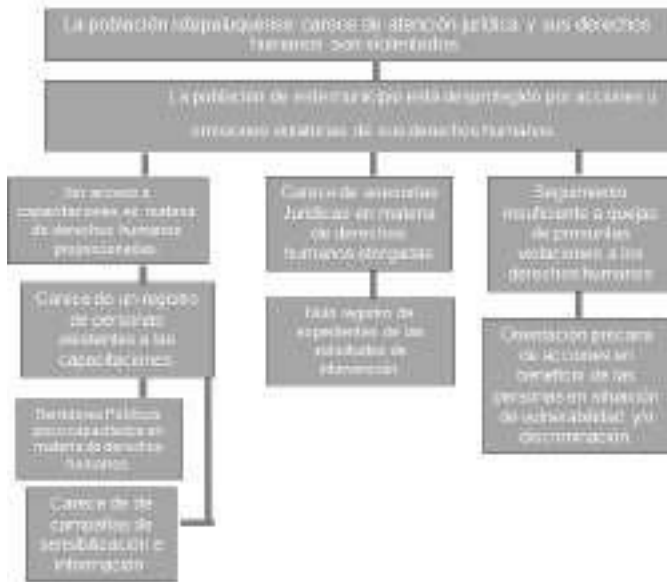 La población Ixtapaluquense carece de atención jurídica y sus derechos
humanos son violentados
La población de este municipio está desprotegido por acciones u
omisiones violatorias de sus derechos humanos
Sin acceso a
capacitaciones en materia
de derechos humanos
proporcionadas
Carece de un registro
de personas
asistentes a las
capacitaciones
Servidores Públicos
poco capacitados en
materia de derechos
humanos
Carece de de
campañas de
sensibilización e
información
Carece de asesorías
Jurídicas en materia
de derechos
humanos otorgadas
Nulo registro de
expedientes de las
solicitudes de
intervención
Seguimiento
insuficiente a quejas
de presuntas
violaciones a los
derechos humanos
Orientación precaria
de acciones en
beneficio de las
personas en situación
de vulnerabilidad y/o
discriminación